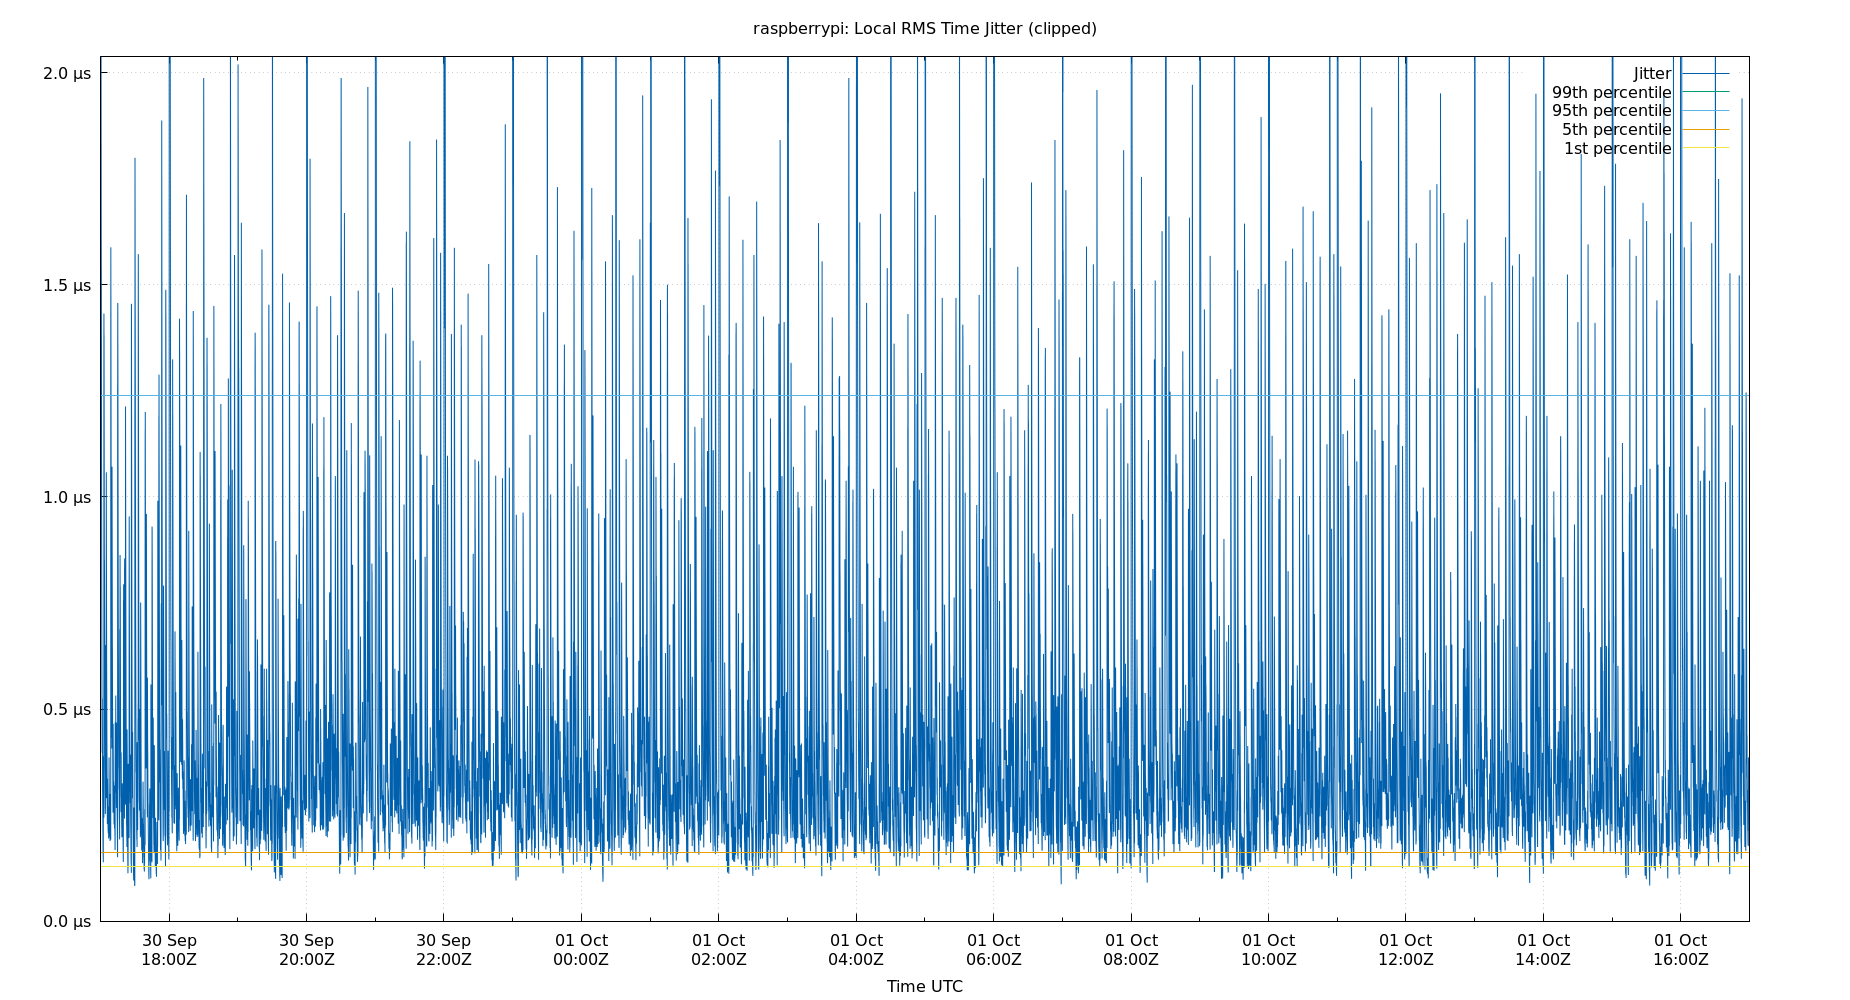 raspberrypi: Local RMS Time Jitter (clipped)
2.0 µs
1.5 µs
1.0 µs
0.5 µs
0.0 µs
Jitter
99th percentile
95th percentile
5th percentile
1st percentile
30 Sep 30 Sep 30 Sep 01 Oct 01 Oct 01 Oct 01 Oct 01 Oct 01 Oct 01 Oct 01 Oct 01 Oct
18:00Z 20:00Z 22:00Z 00:00Z 02:00Z 04:00Z 06:00Z 08:00Z 10:00Z 12:00Z 14:00Z 16:00Z
Time UTC